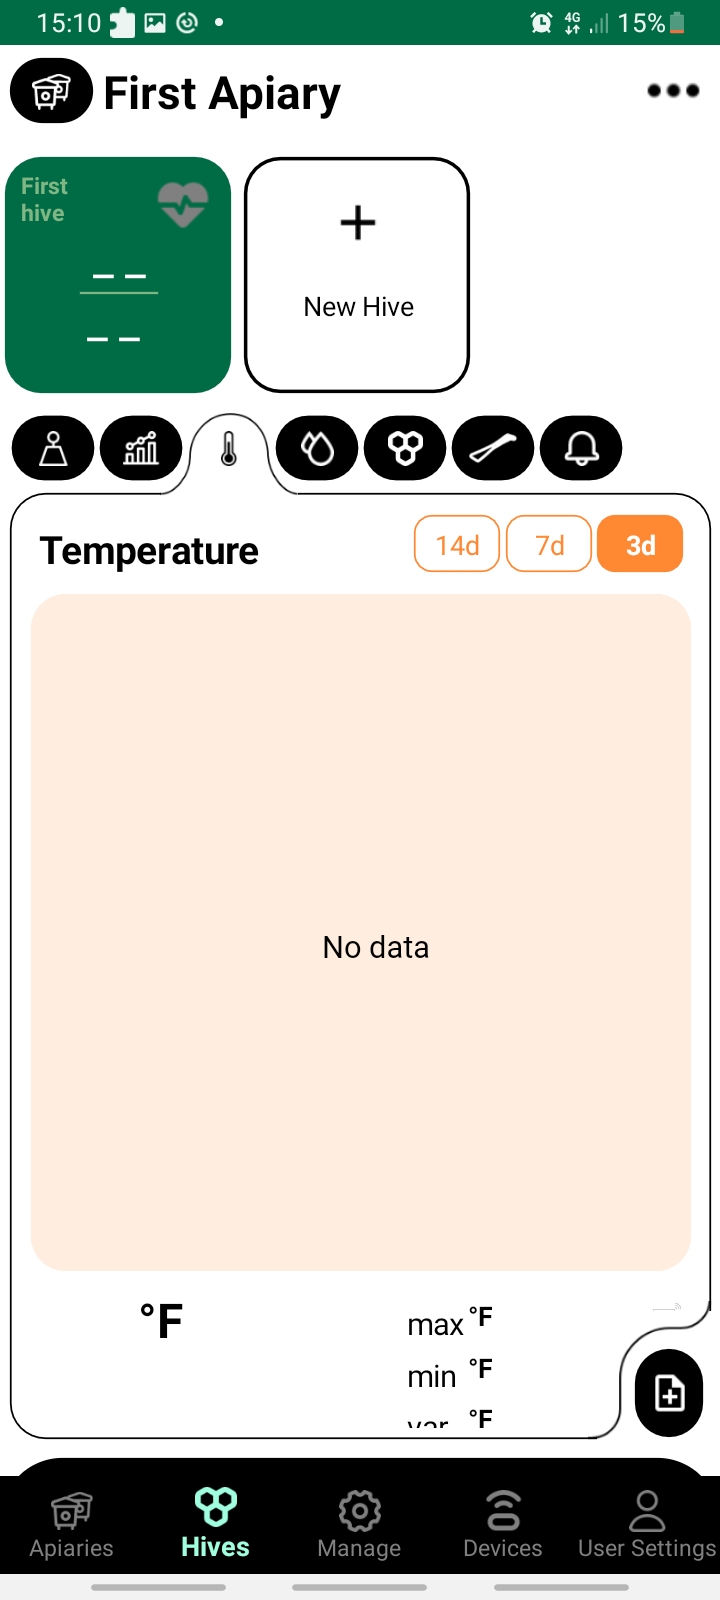 15:10
4G
15%
First Apiary
First
hive
-- --
-- --
New Hive
Temperature
14d
7d
3d
No data
°F
max °F
min °F
var °F
Apiaries
Hives
Manage
Devices
User Settings